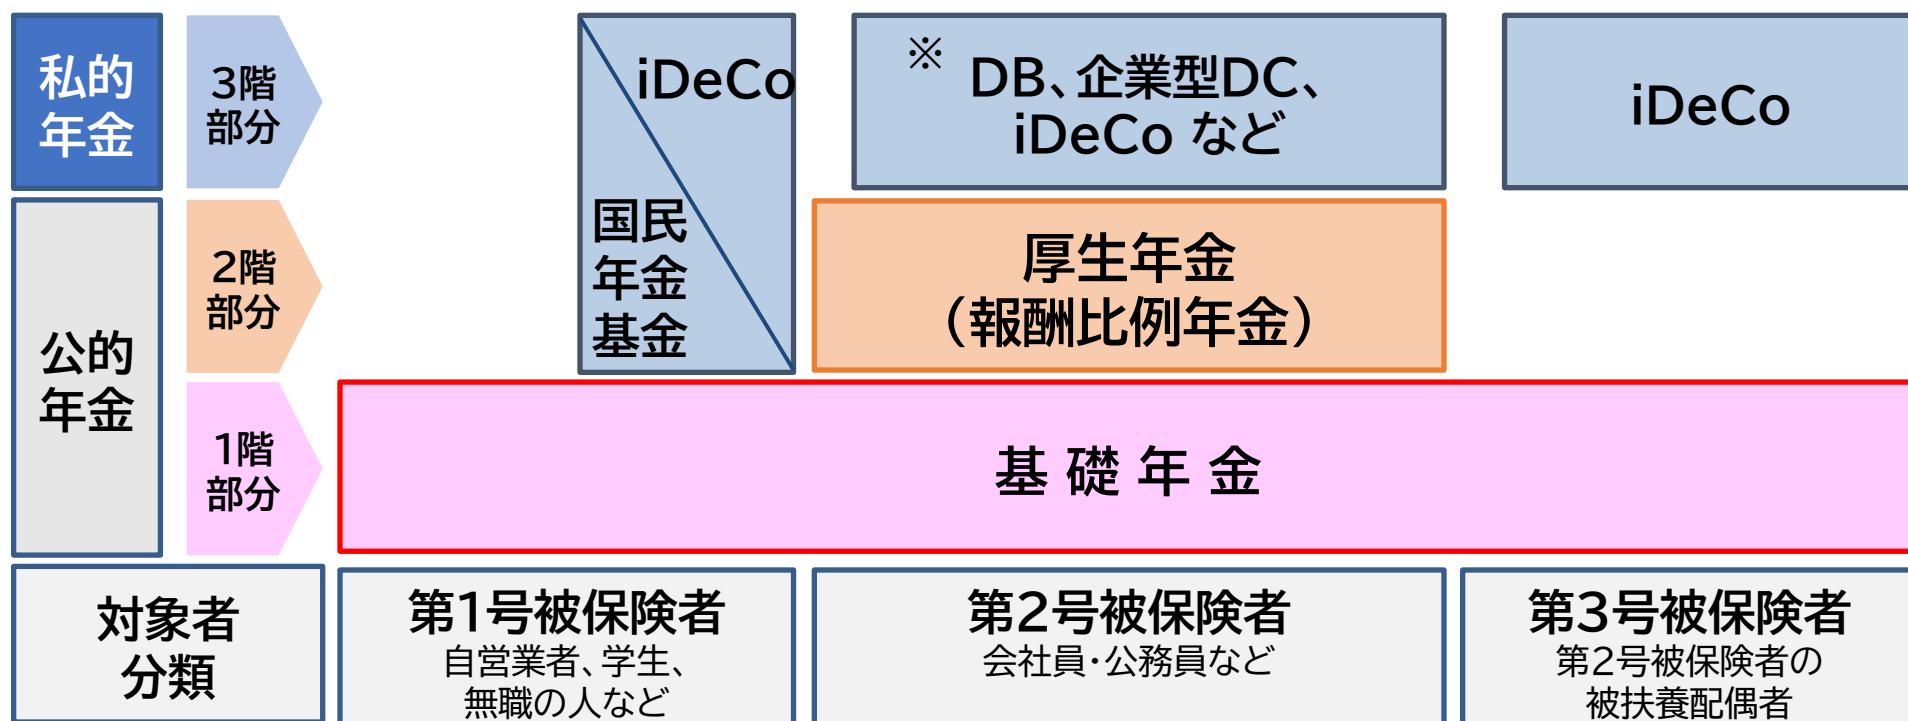 私的
年金
3階
部分
iDeCo
国民
年金
基金
※
DB、企業型DC、
iDeCo など
iDeCo
公的
年金
2階
部分
厚生年金
（報酬比例年金）
1階
部分
基 礎 年 金
対象者
分類
第1号被保険者
自営業者、学生、
無職の人など
第2号被保険者
会社員・公務員など
第3号被保険者
第2号被保険者の
被扶養配偶者